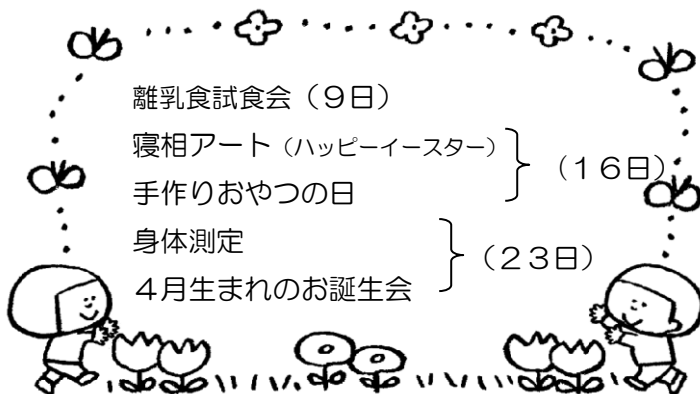 離乳食試食会（９日）
寝相アート（ハッピーイースター）
手作りおやつの日
（１６日）
身体測定
４月生まれのお誕生会
（２３日）